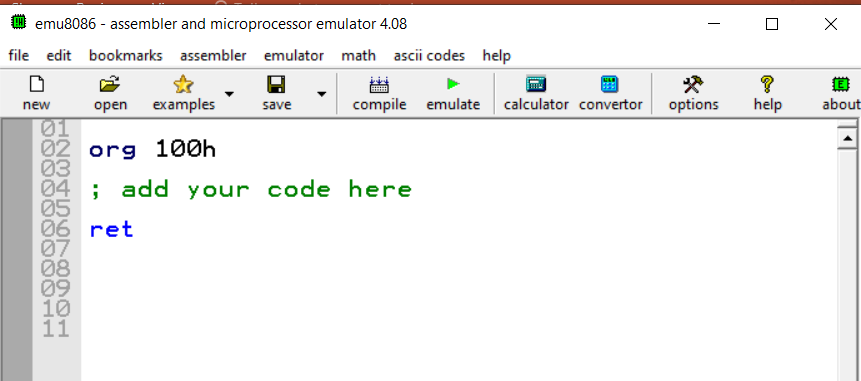 emu8086 - assembler and microprocessor emulator 4.08
file edit bookmarks assembler emulator math ascii codes help
new open examples save compile emulate calculator convertor options help about
01
02 org 100h
03
04 ; add your code here
05
06 ret
07
08
09
10
11